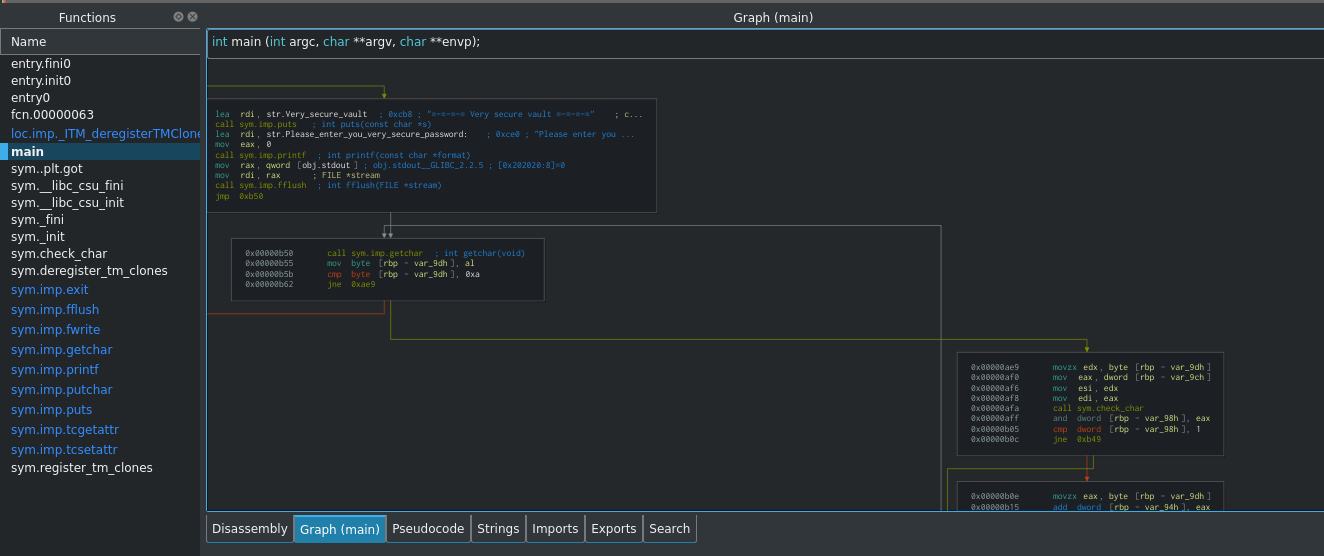 Functions
Name
entry.fini0
entry.init0
entry0
fcn.00000063
loc.imp._ITM_deregisterTMClone
main
sym..plt.got
sym.__libc_csu_fini
sym.__libc_csu_init
sym._fini
sym._init
sym.check_char
sym.deregister_tm_clones
sym.imp.exit
sym.imp.fflush
sym.imp.fwrite
sym.imp.getchar
sym.imp.printf
sym.imp.putchar
sym.imp.puts
sym.imp.tcgetattr
sym.imp.tcsetattr
sym.register_tm_clones
Graph (main)
int main (int argc, char **argv, char **envp);
lea rdi, str.Very_secure_vault ; 0xcb8 ; "=-=-=-= Very secure vault =-=-=-=" ; c...
call sym.imp.puts ; int puts(const char *s)
lea rdi, str.Please_enter_you_very_secure_password: ; 0xce0 ; "Please enter you ...
mov eax, 0
call sym.imp.printf ; int printf(const char *format)
mov rax, qword [obj.stdout] ; obj.stdout__GLIBC_2.2.5 ; [0x202020:8]=0
mov rdi, rax ; FILE *stream
call sym.imp.fflush ; int fflush(FILE *stream)
jmp 0xb50
0x00000b50 call sym.imp.getchar ; int getchar(void)
0x00000b55 mov byte [rbp - var_9dh], al
0x00000b5b cmp byte [rbp - var_9dh], 0xa
0x00000b62 jne 0xae9
0x00000ae9 movzx edx, byte [rbp - var_9dh]
0x00000af0 mov eax, dword [rbp - var_9ch]
0x00000af6 mov esi, edx
0x00000af8 mov edi, eax
0x00000afa call sym.check_char
0x00000aff and dword [rbp - var_98h], eax
0x00000b05 cmp dword [rbp - var_98h], 1
0x00000b0c jne 0xb49
0x00000b0e movzx eax, byte [rbp - var_9dh]
0x00000b15 add dword [rbp - var_94h], eax
Disassembly
Graph (main)
Pseudocode
Strings
Imports
Exports
Search